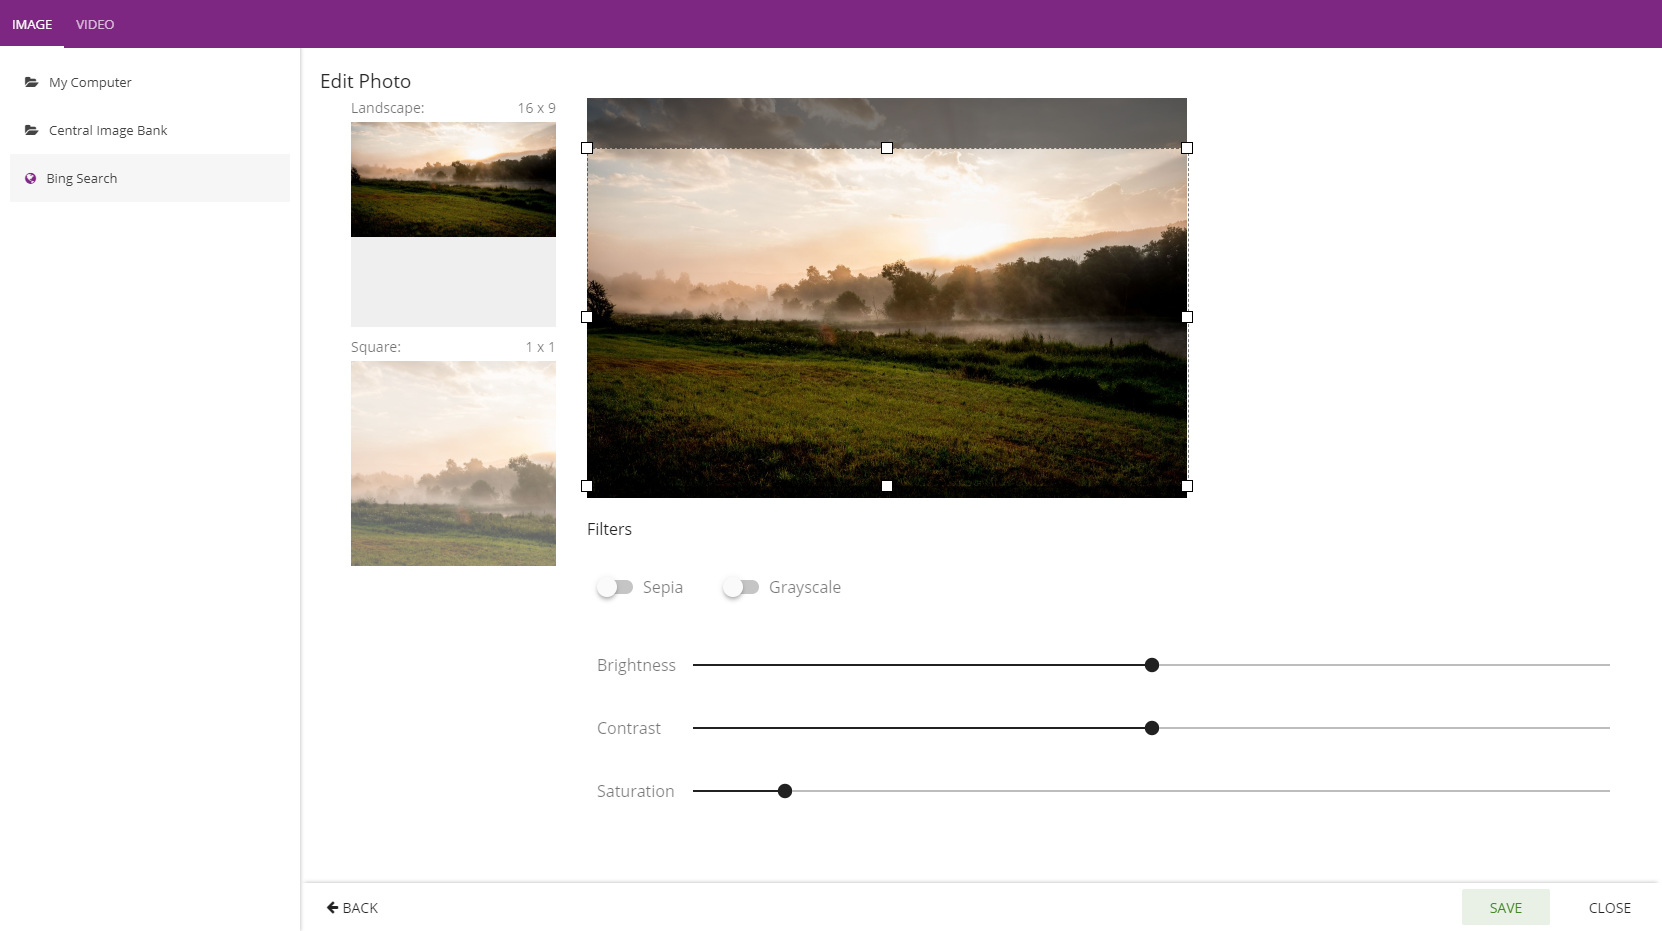 IMAGE VIDEO
My Computer
Central Image Bank
Bing Search
Edit Photo
Landscape: 16 x 9
Square: 1 x 1
Filters
Sepia Grayscale
Brightness
Contrast
Saturation
BACK SAVE CLOSE